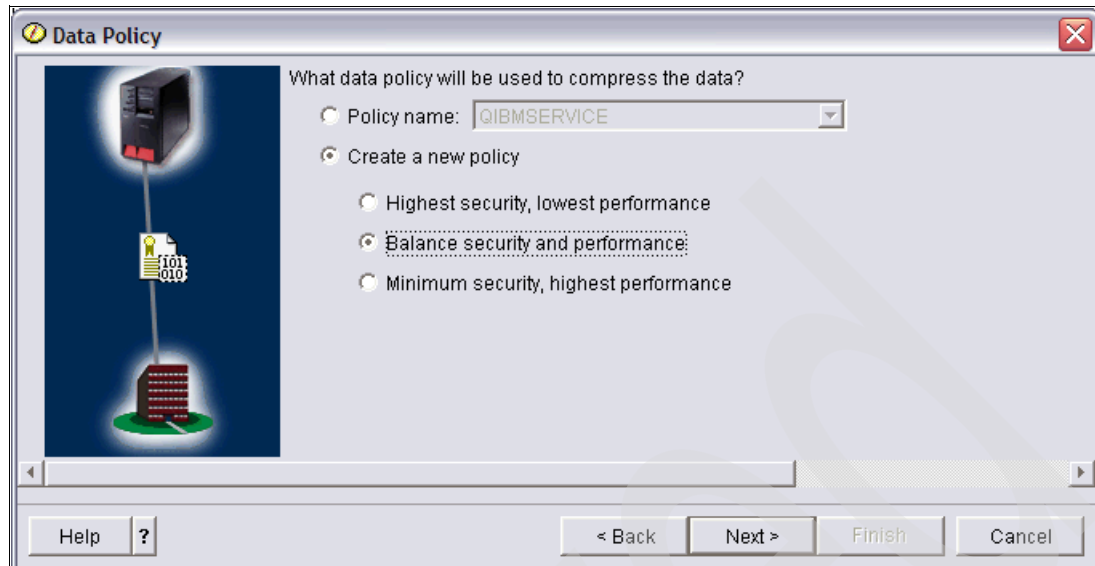 Data Policy
What data policy will be used to compress the data?
Policy name: QIBMSERVICE
Create a new policy
Highest security, lowest performance
Balance security and performance
Minimum security, highest performance
101
010
Help ? < Back Next > Finish Cancel